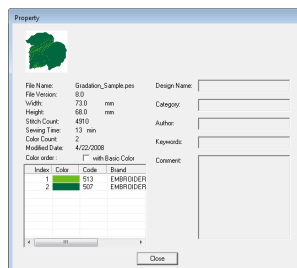 Property
File Name: Gradation_Sample.pes
File Version: 8.0
Width: 73.0 mm
Height: 68.0 mm
Stitch Count: 4910
Sewing Time: 13 min
Color Count: 2
Modified Date: 4/22/2008
Color order : with Basic Color
Index Color Code Brand
1 513 EMBROIDER
2 507 EMBROIDER
Design Name:
Category:
Author:
Keywords:
Comment:
Close